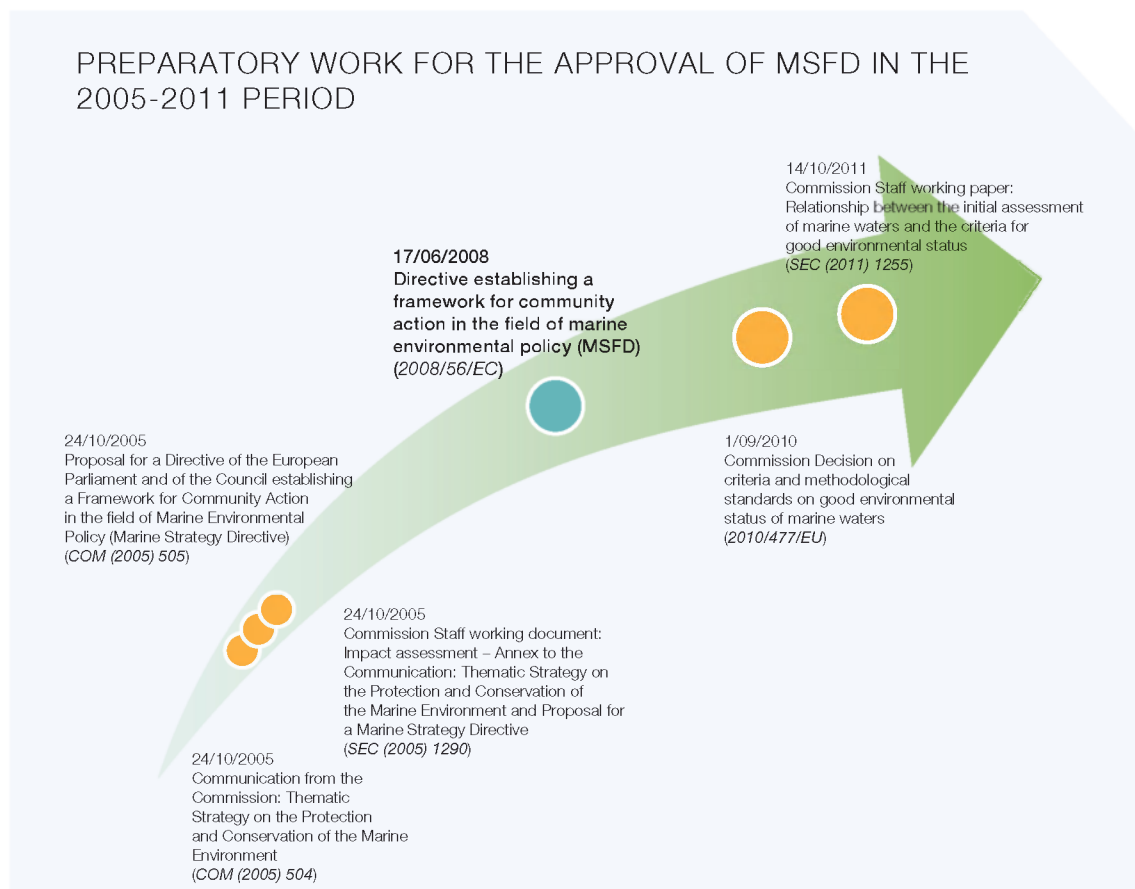 PREPARATORY WORK FOR THE APPROVAL OF MSFD IN THE
2005-2011 PERIOD
14/10/2011
Commission Staff working paper:
Relationship between the initial assessment
of marine waters and the criteria for
good environmental status
(SEC (2011) 1255)
17/06/2008
Directive establishing a
framework for community
action in the field of marine
environmental policy (MSFD)
(2008/56/EC)
24/10/2005
Proposal for a Directive of the European
Parliament and of the Council establishing
a Framework for Community Action
in the field of Marine Environmental
Policy (Marine Strategy Directive)
(COM (2005) 505)
1/09/2010
Commission Decision on
criteria and methodological
standards on good environmental
status of marine waters
(2010/477/EU)
24/10/2005
Commission Staff working document:
Impact assessment – Annex to the
Communication: Thematic Strategy on
the Protection and Conservation of
the Marine Environment and Proposal for
a Marine Strategy Directive
(SEC (2005) 1290)
24/10/2005
Communication from the
Commission: Thematic
Strategy on the Protection
and Conservation of the Marine
Environment
(COM (2005) 504)